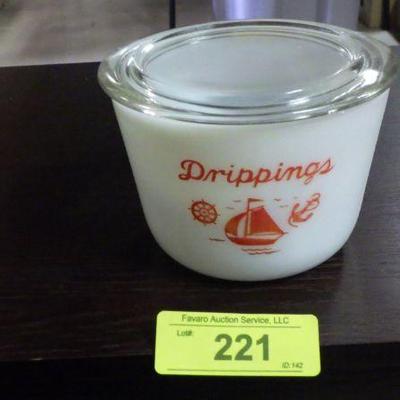 Drippings
Favaro Auction Service, LLC
Lot#:
221
ID:142